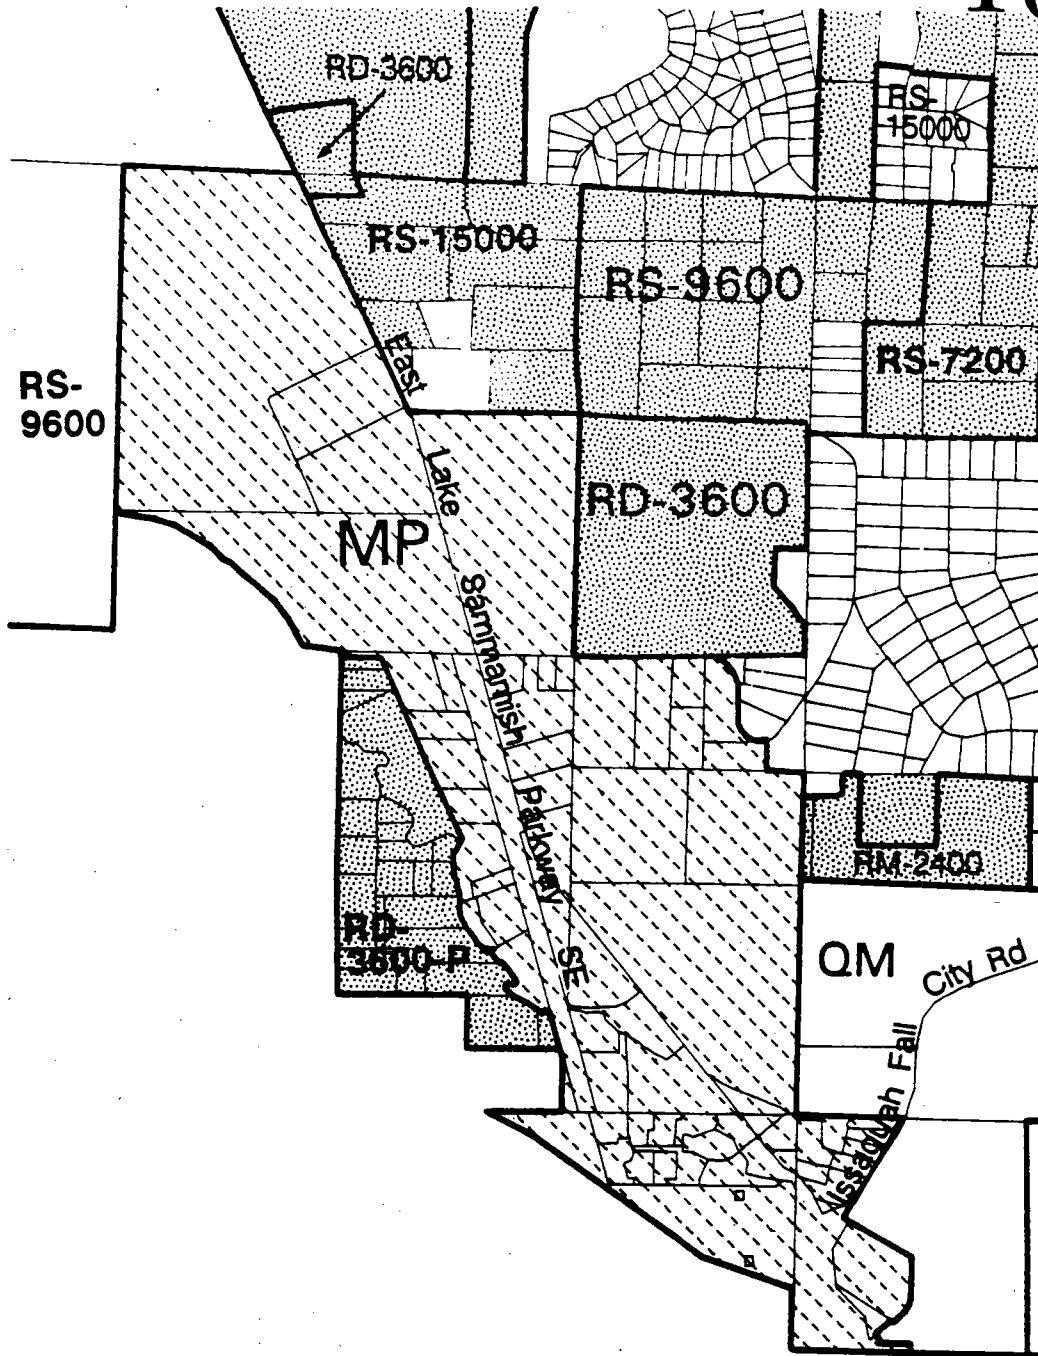 RD-3600
RS-
15000
RS-15000
RS-9600
RS-7200
RS-
9600
East Lake Sammamish Parkway SE
RD-3600
MP
RM-2400
RD-
3600-P
QM
City Rd
Issaquah Fall